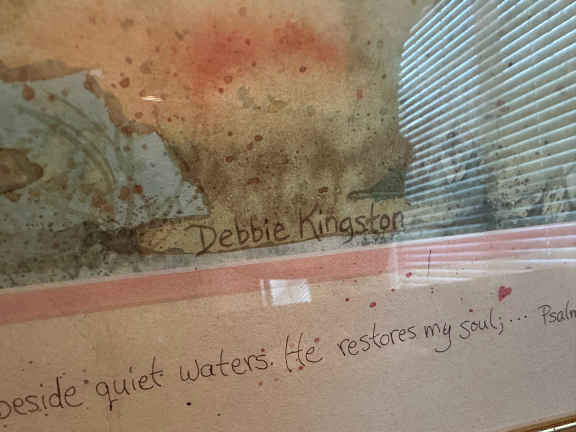 Debbie Kingston
beside quiet waters. He restores my soul;... Psalm